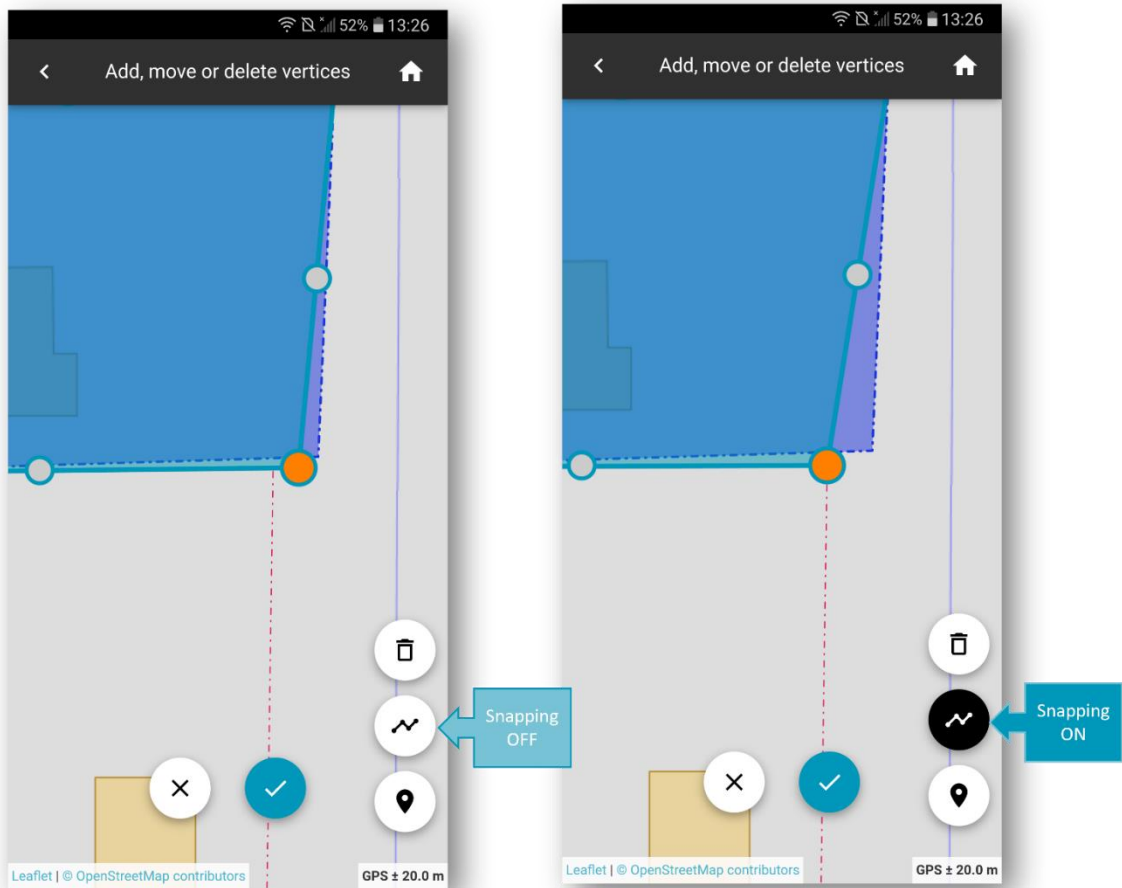 52% 13:26
Add, move or delete vertices
Snapping
OFF
Leaflet | © OpenStreetMap contributors
GPS ± 20.0 m
52% 13:26
Add, move or delete vertices
Snapping
ON
Leaflet | © OpenStreetMap contributors
GPS ± 20.0 m